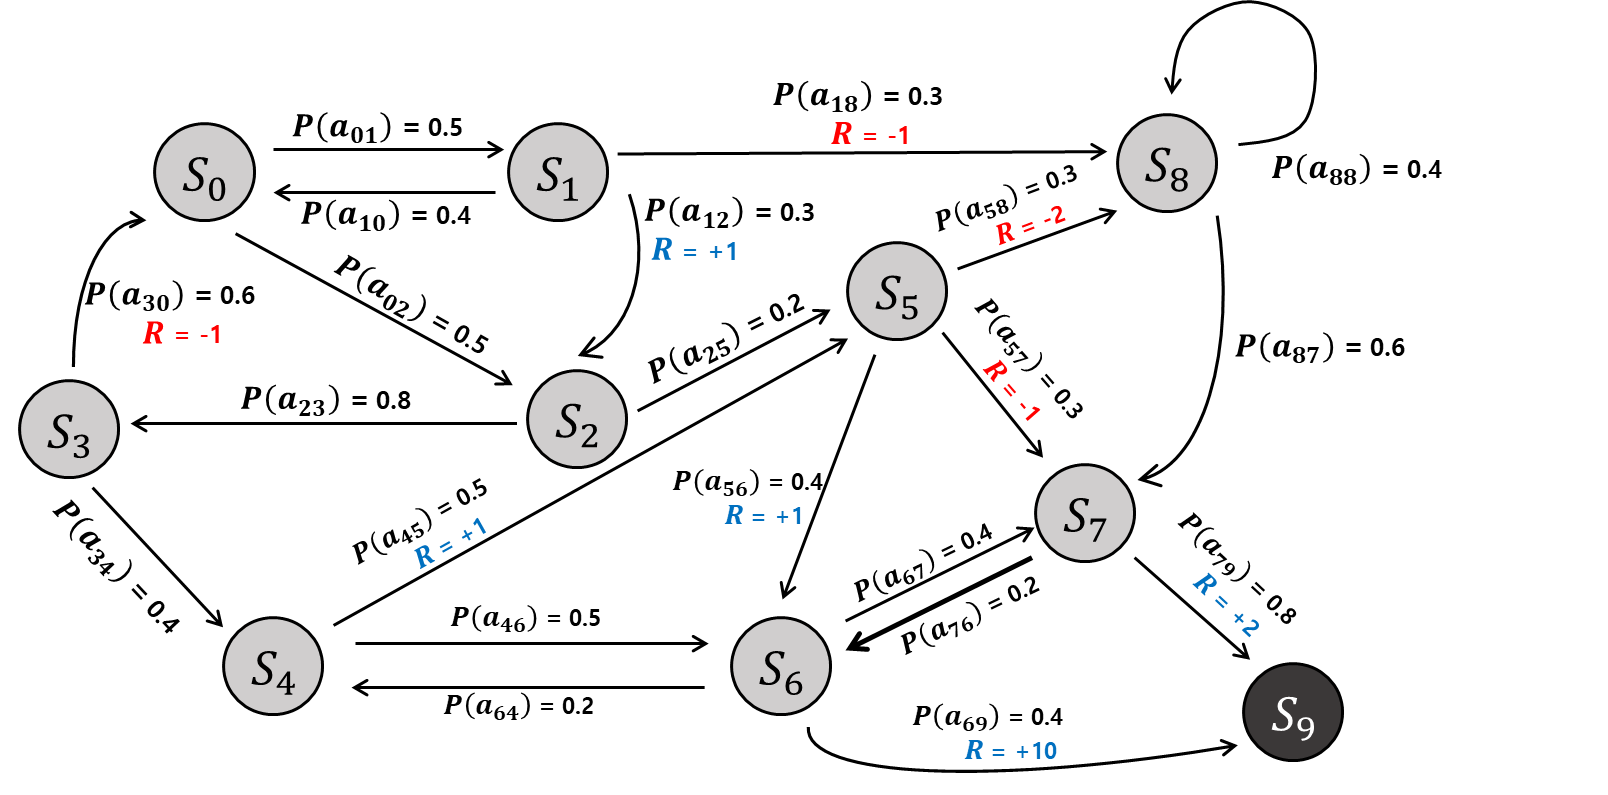 P(a₁₈) = 0.3
R = -1
P(a₀₁) = 0.5
S₀
S₁
S₈
P(a₈₈) = 0.4
P(a₁₀) = 0.4
P(a₁₂) = 0.3
R = +1
P(a₅₈) = 0.3
R = -2
P(a₃₀) = 0.6
R = -1
P(a₀₂) = 0.5
P(a₂₅) = 0.2
S₅
P(a₅₇) = 0.3
R = -1
P(a₈₇) = 0.6
P(a₂₃) = 0.8
S₃
S₂
P(a₄₅) = 0.5
R = +1
P(a₅₆) = 0.4
R = +1
S₇
P(a₃₄) = 0.4
P(a₆₇) = 0.4
P(a₇₆) = 0.2
P(a₇₉) = 0.8
R = +2
P(a₄₆) = 0.5
S₄
S₆
P(a₆₄) = 0.2
P(a₆₉) = 0.4
R = +10
S₉